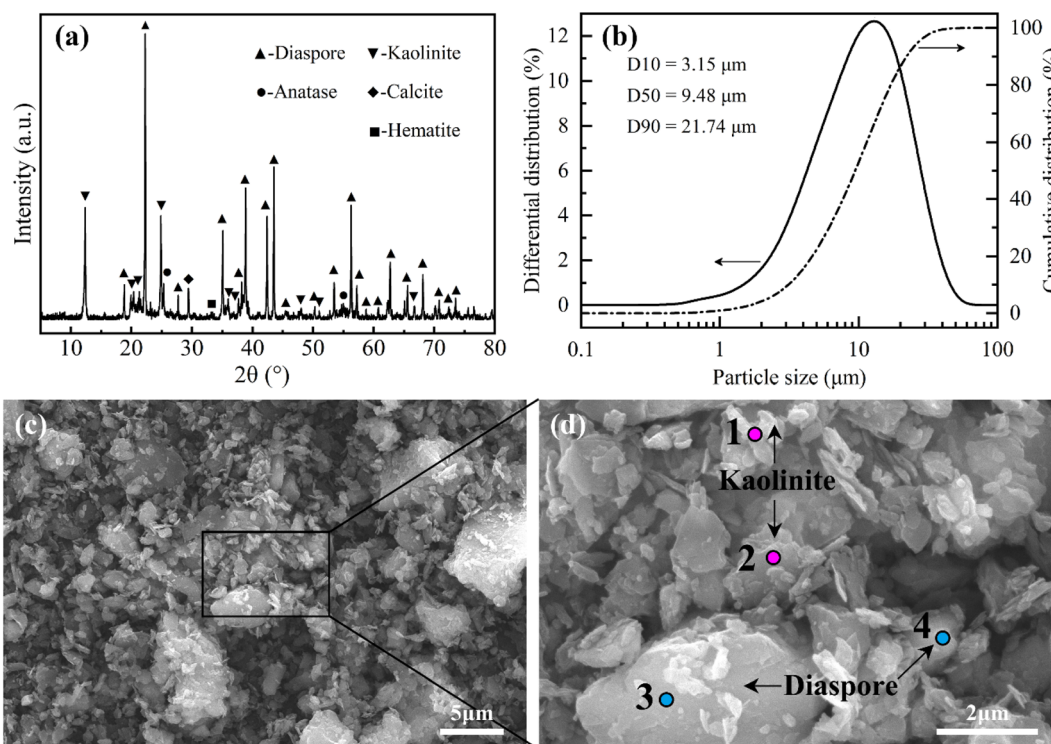 (a)
▲-Diaspore ▼-Kaolinite
●-Anatase ◆-Calcite
■-Hematite
Intensity (a.u.)
10 20 30 40 50 60 70 80
2θ (°)
(b)
D10 = 3.15 μm
D50 = 9.48 μm
D90 = 21.74 μm
Differential distribution (%)
12
10
8
6
4
2
0
100
80
60
40
20
0
Cumulative distribution (%)
0.1 1 10 100
Particle size (μm)
(c)
5μm
(d)
1
Kaolinite
2
4
Diaspore
3
2μm